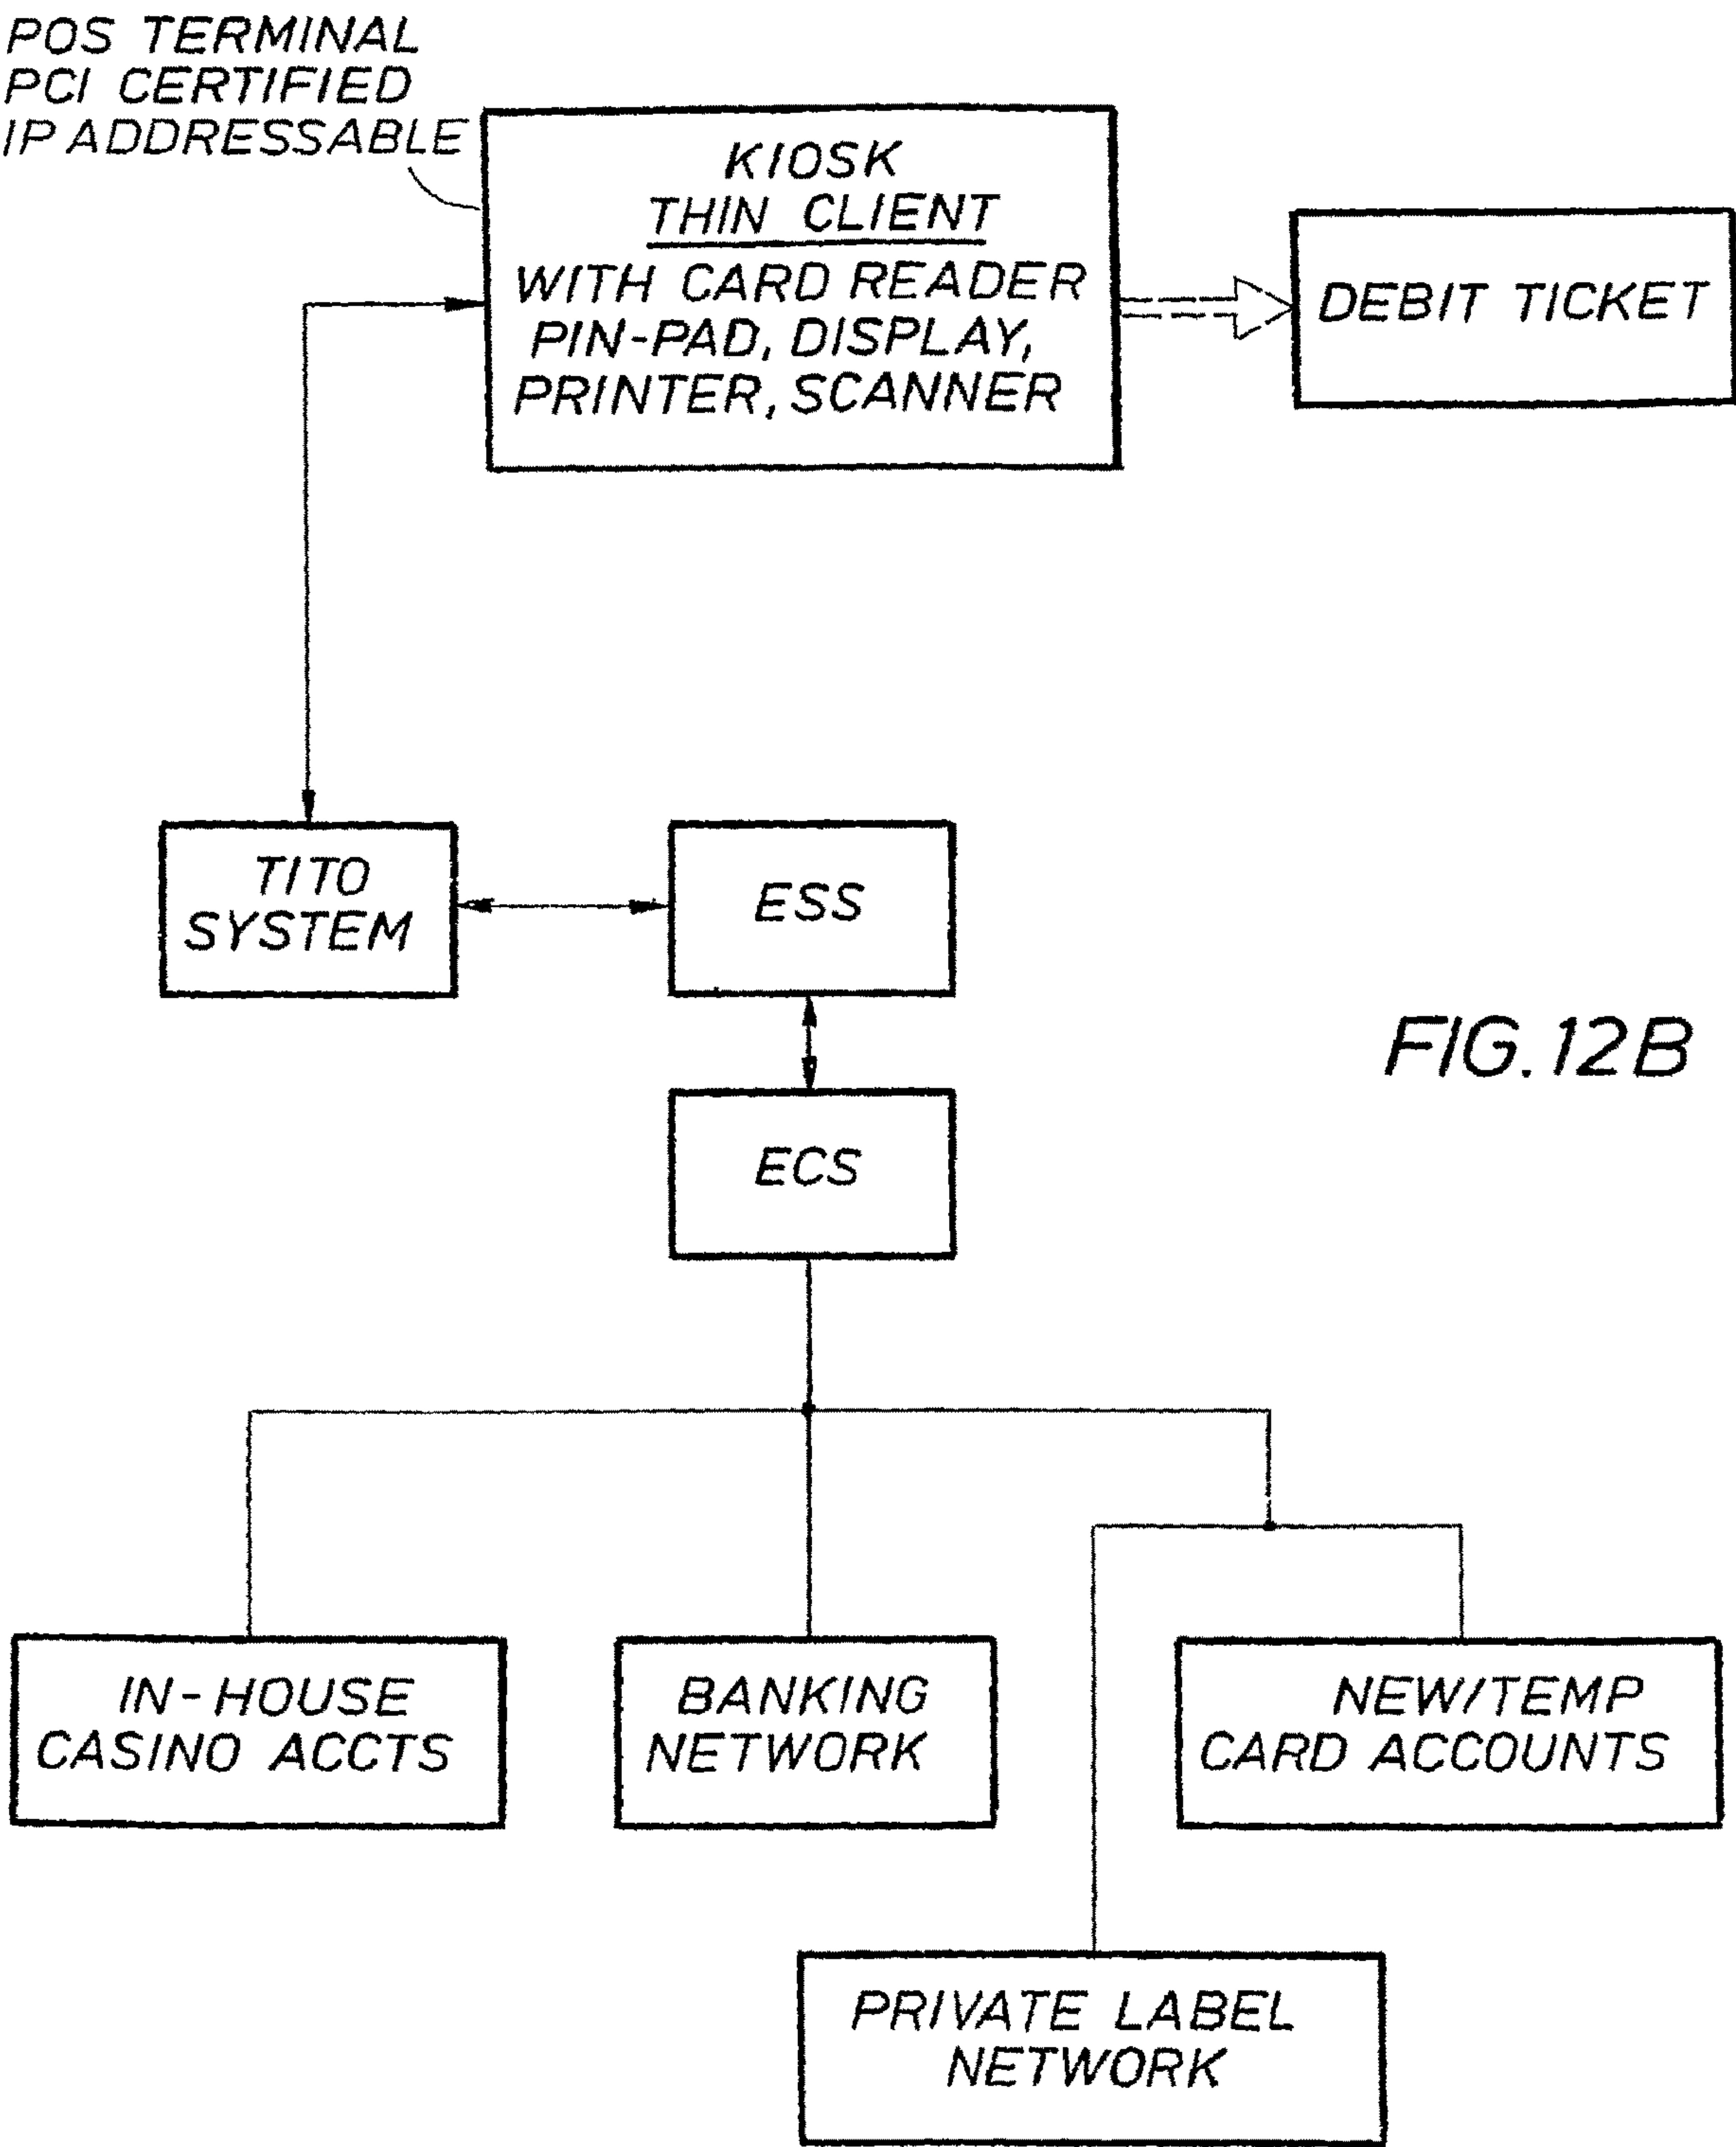 POS TERMINAL
PCI CERTIFIED
IP ADDRESSABLE
KIOSK
THIN CLIENT
WITH CARD READER
PIN-PAD, DISPLAY,
PRINTER, SCANNER
DEBIT TICKET
TITO
SYSTEM
ESS
FIG. 12B
ECS
IN-HOUSE
CASINO ACCTS
BANKING
NETWORK
NEW/TEMP
CARD ACCOUNTS
PRIVATE LABEL
NETWORK